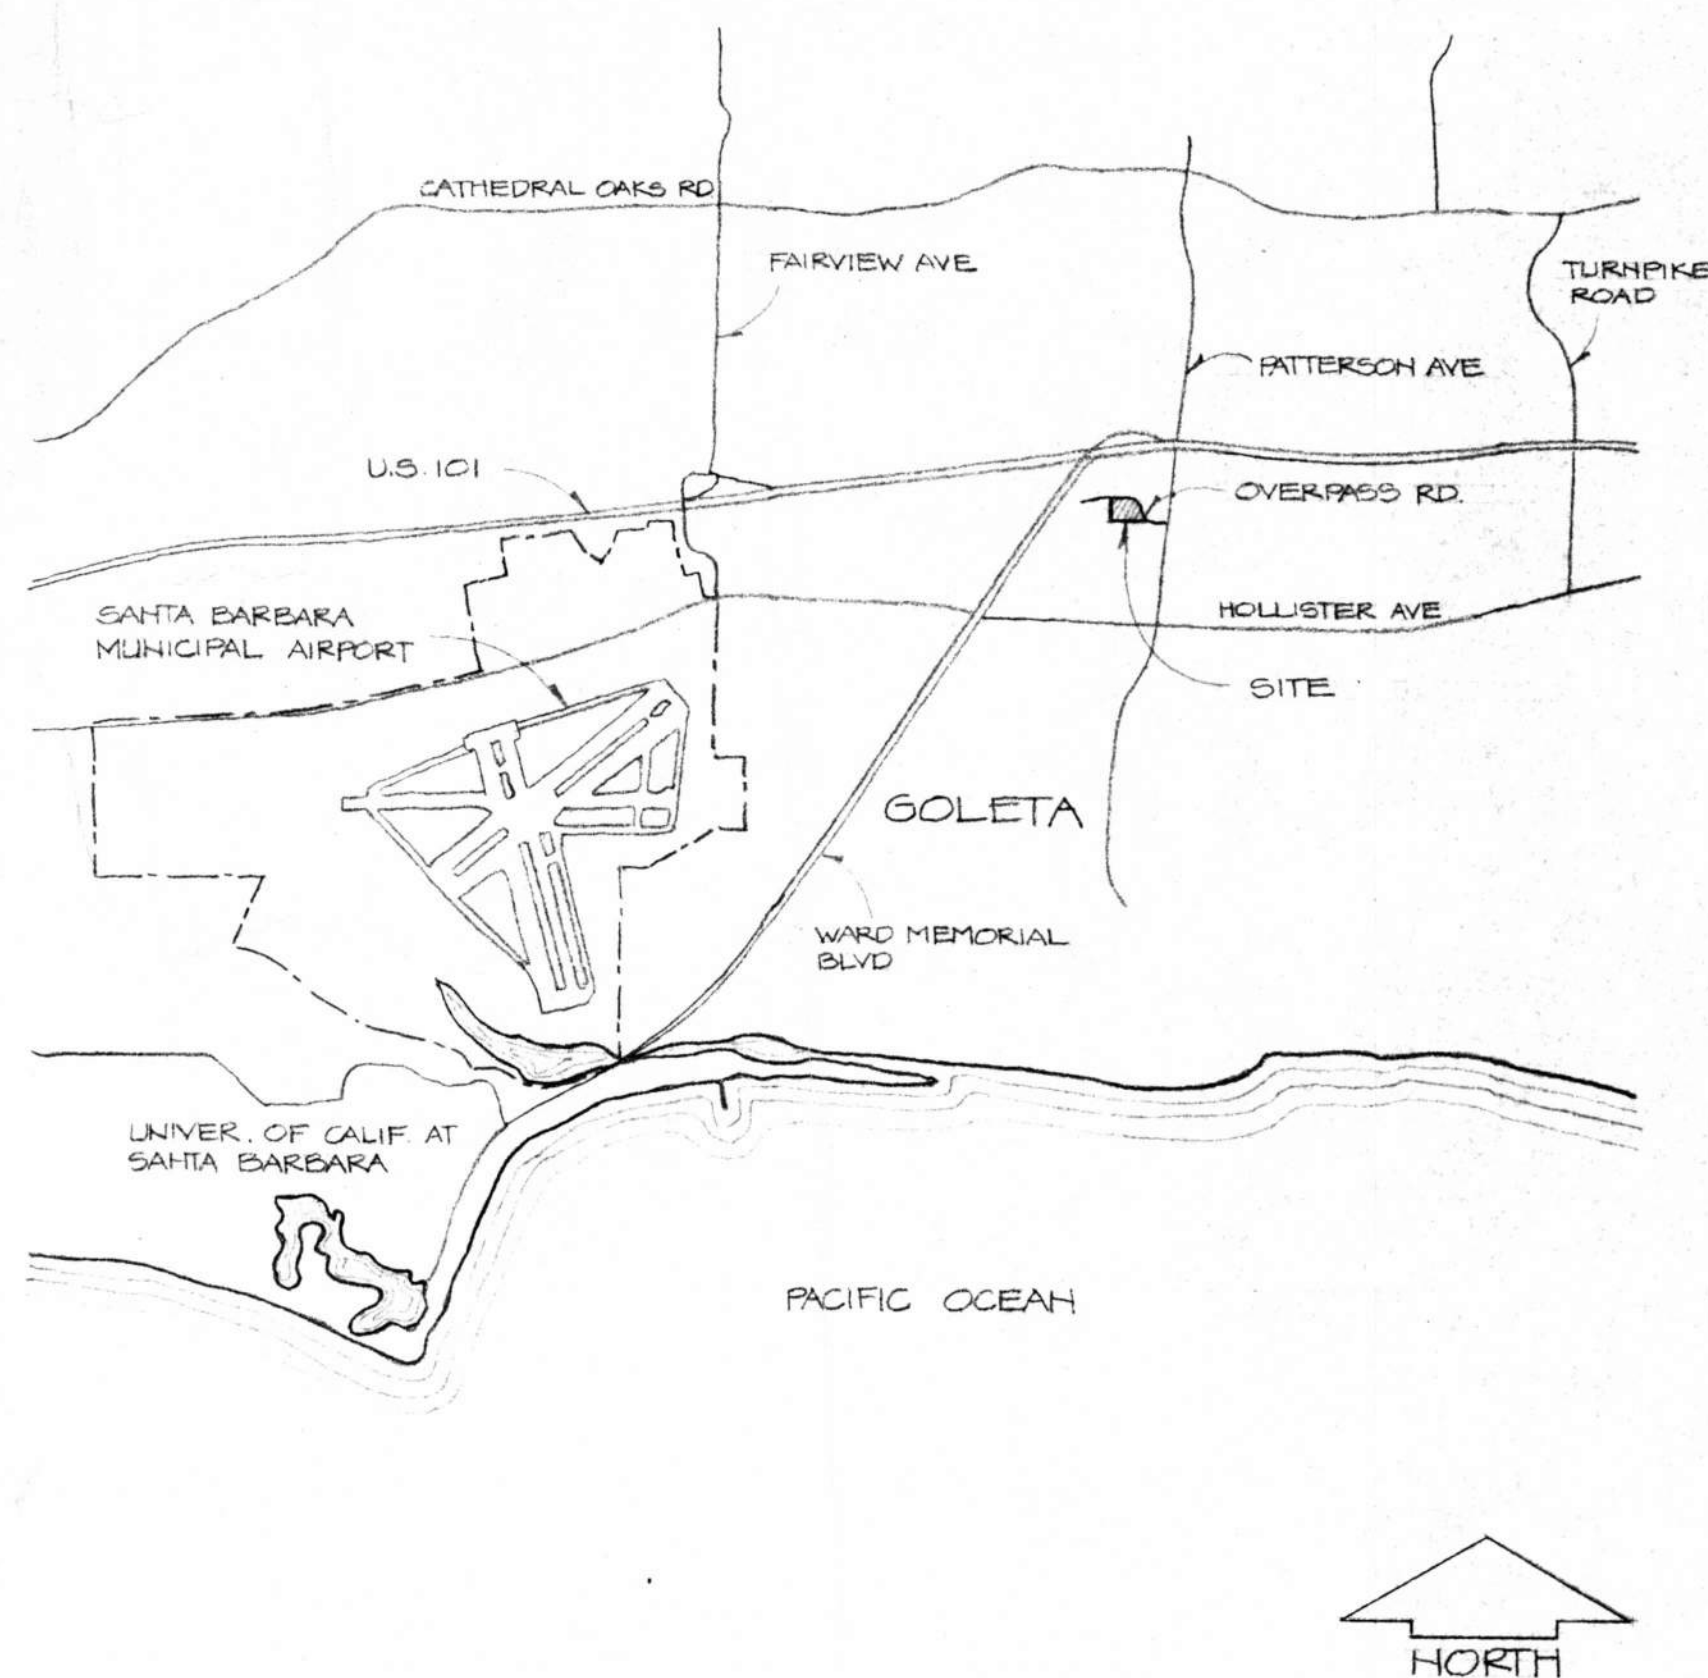 CATHEDRAL OAKS RD
FAIRVIEW AVE
TURNPIKE
ROAD
PATTERSON AVE
U.S. 101
OVERPASS RD.
SANTA BARBARA
MUNICIPAL AIRPORT
HOLLISTER AVE
SITE
GOLETA
WARD MEMORIAL
BLVD
UNIVER. OF CALIF. AT
SANTA BARBARA
PACIFIC OCEAN
NORTH